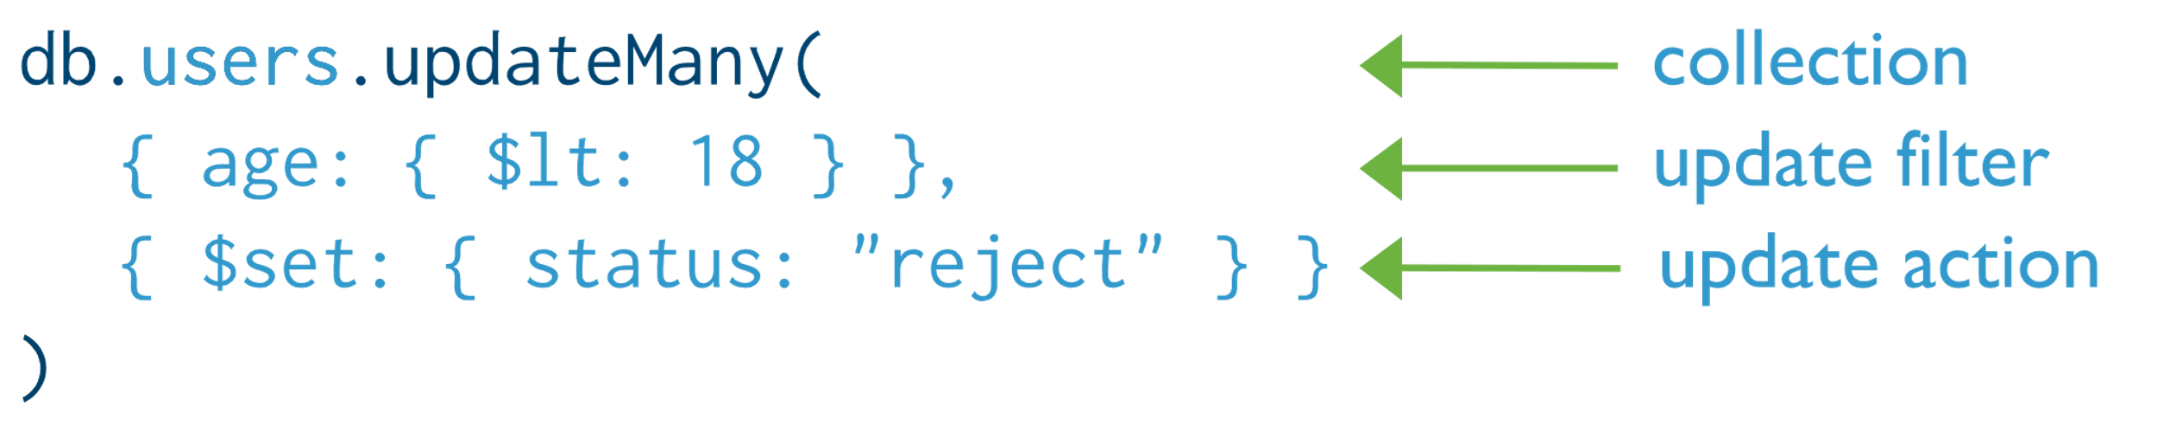 db.users.updateMany( collection
{ age: { $lt: 18 } }, update filter
{ $set: { status: "reject" } } update action
)